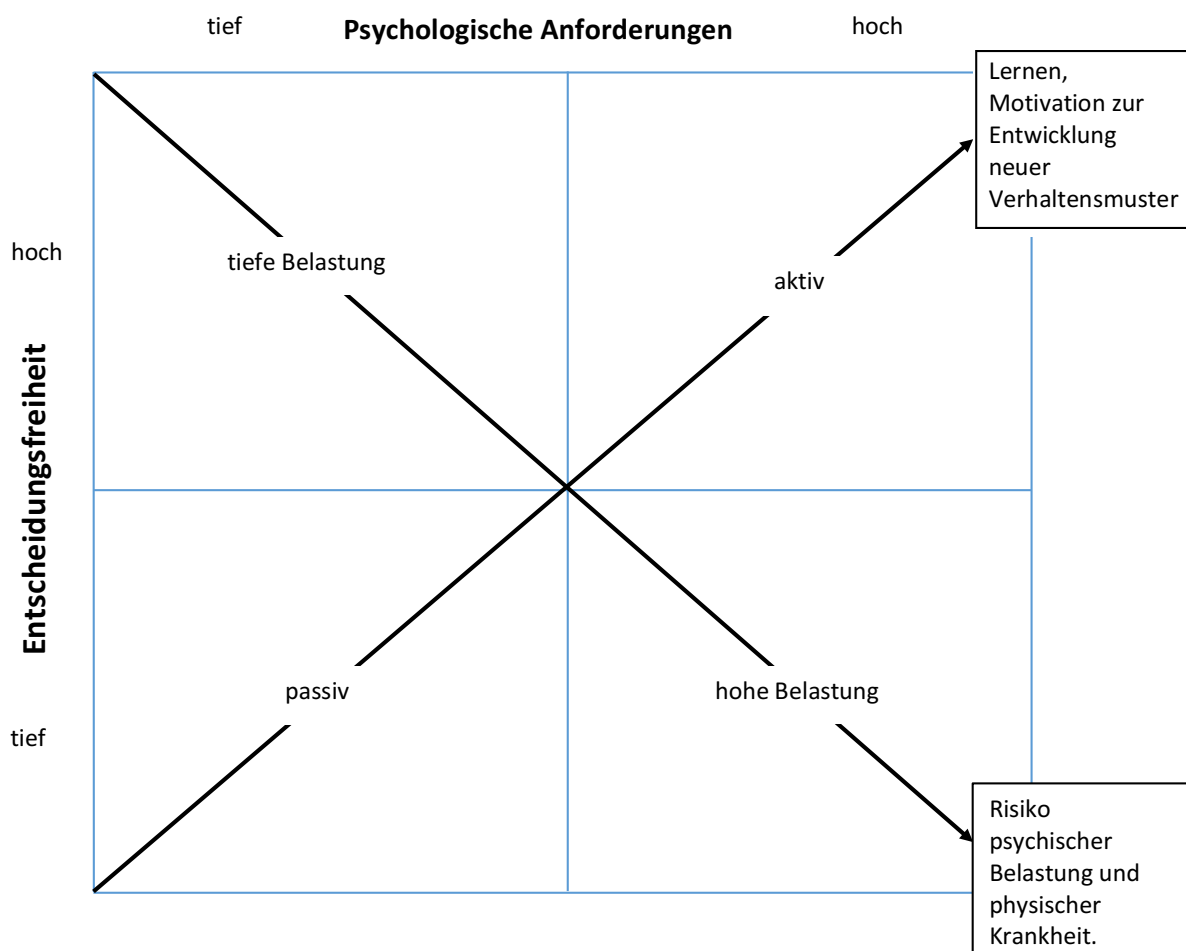 tief
Psychologische Anforderungen
hoch
Lernen,
Motivation zur
Entwicklung
neuer
Verhaltensmuster
hoch
tiefe Belastung
aktiv
Entscheidungsfreiheit
passiv
hohe Belastung
tief
Risiko
psychischer
Belastung und
physischer
Krankheit.